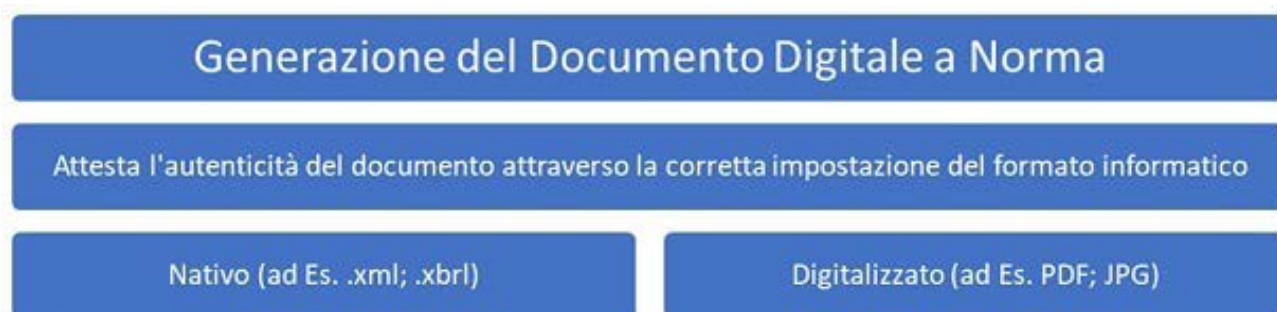 Generazione del Documento Digitale a Norma
Attesta l'autenticità del documento attraverso la corretta impostazione del formato informatico
Nativo (ad Es. .xml; .xbrl)
Digitalizzato (ad Es. PDF; JPG)